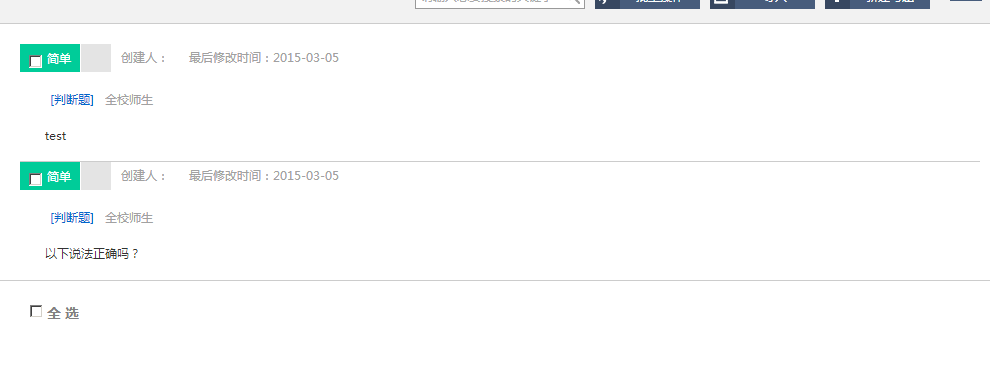 简单 创建人： 最后修改时间：2015-03-05
[判断题] 全校师生
test
简单 创建人： 最后修改时间：2015-03-05
[判断题] 全校师生
以下说法正确吗？
全 选